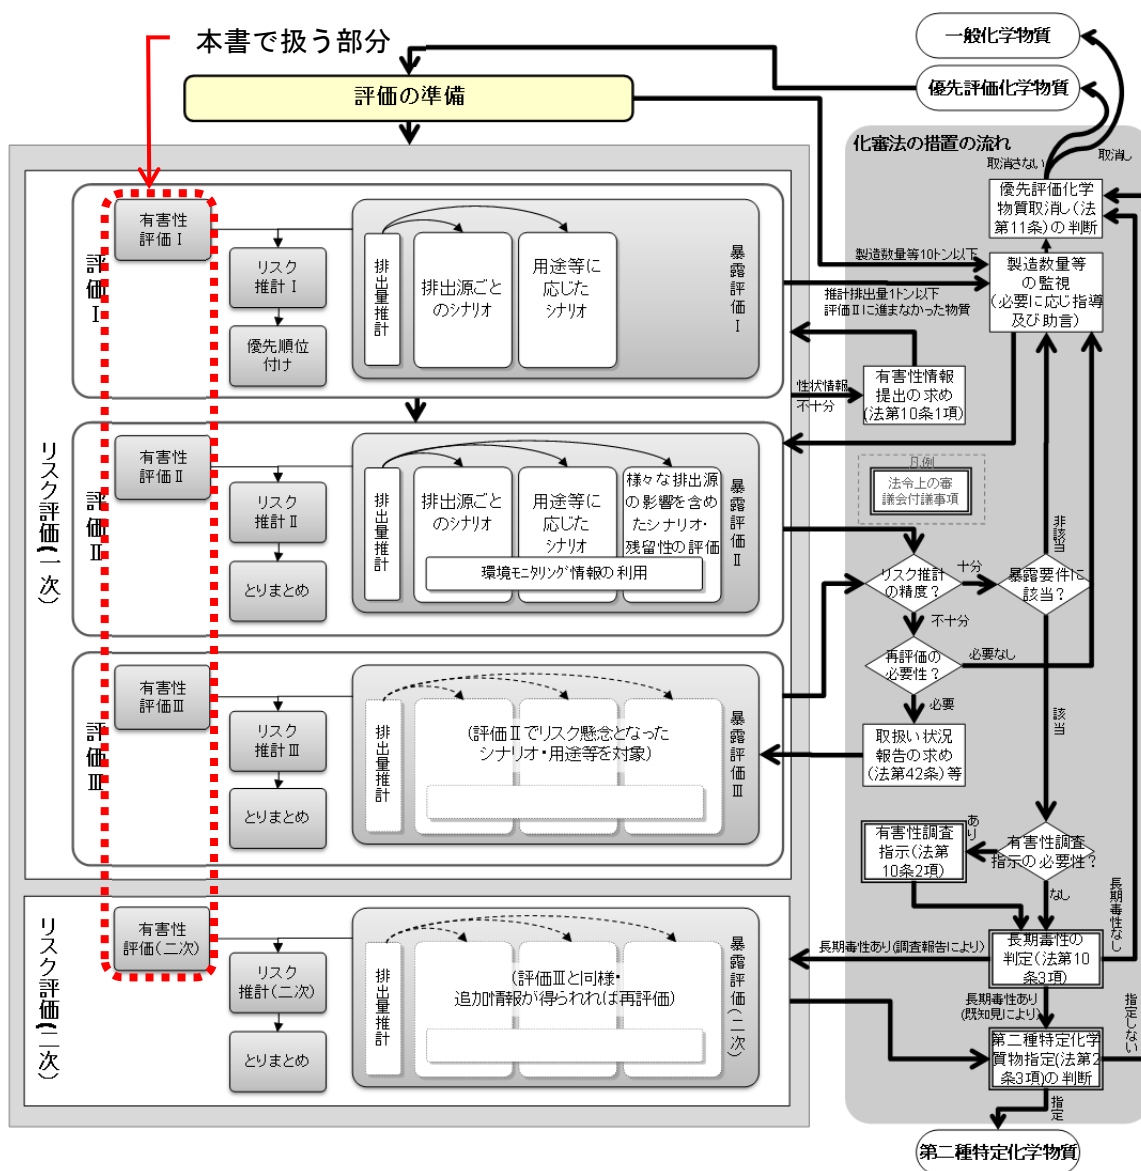 本書で扱う部分
一般化学物質
優先評価化学物質
評価の準備
化審法の措置の流れ
取消さない
取消し
優先評価化学
物質取消し(法
第11条)の判断
製造数量等10トン以下
製造数量等
の監視
(必要に応じ指導
及び助言)
推計排出量1トン以下
評価Ⅱに進まなかった物質
リスク評価(一次)
評価Ⅰ
有害性
評価Ⅰ
リスク
推計Ⅰ
優先順位
付け
排出量推計
排出源ごと
のシナリオ
用途等に
応じた
シナリオ
暴露評価Ⅰ
性状情報
不十分
有害性情報
提出の求め
(法第10条1項)
評価Ⅱ
有害性
評価Ⅱ
リスク
推計Ⅱ
とりまとめ
排出量推計
排出源ごと
のシナリオ
用途等に
応じた
シナリオ
様々な排出源
の影響を含め
たシナリオ・
残留性の評価
環境モニタリング情報の利用
暴露評価Ⅱ
凡例
法令上の審
議会付議事項
リスク推計
の精度?
十分
暴露要件に
該当?
非該当
不十分
再評価の
必要性?
必要なし
必要
該当
取扱い状況
報告の求め
(法第42条)等
評価Ⅲ
有害性
評価Ⅲ
リスク
推計Ⅲ
とりまとめ
排出量推計
(評価Ⅱでリスク懸念となった
シナリオ・用途等を対象)
暴露評価Ⅲ
有害性調査
指示(法第
10条2項)
あり
有害性調査
指示の必要性?
なし
長期毒性なし
リスク評価(二次)
有害性
評価(二次)
リスク
推計(二次)
とりまとめ
排出量推計
(評価Ⅲと同様・
追加情報が得られれば再評価)
暴露評価(二次)
長期毒性あり(調査報告により)
長期毒性の
判定(法第10
条3項)
長期毒性あり
(既知見により)
指定しない
第二種特定化学
質物指定(法第2
条3項)の判断
指定
第二種特定化学物質